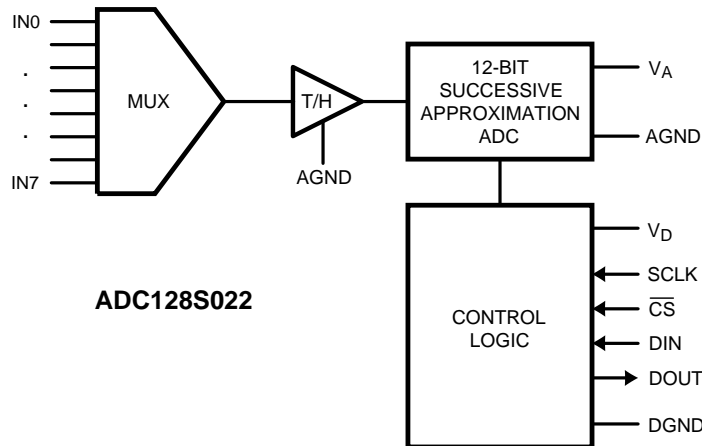 IN0
.
.
.
IN7
MUX
T/H
AGND
12-BIT
SUCCESSIVE
APPROXIMATION
ADC
VA
AGND
CONTROL
LOGIC
VD
SCLK
C̅S̅
DIN
DOUT
DGND
ADC128S022